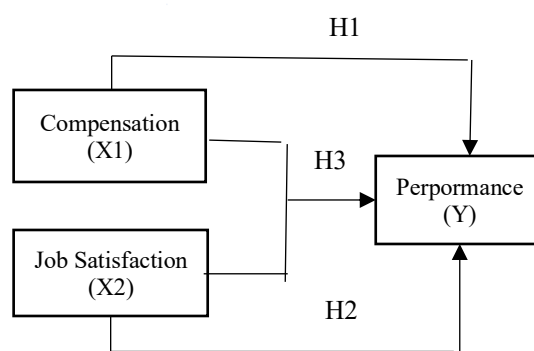 H1
Compensation
(X1)
H3
Perpormance
(Y)
Job Satisfaction
(X2)
H2